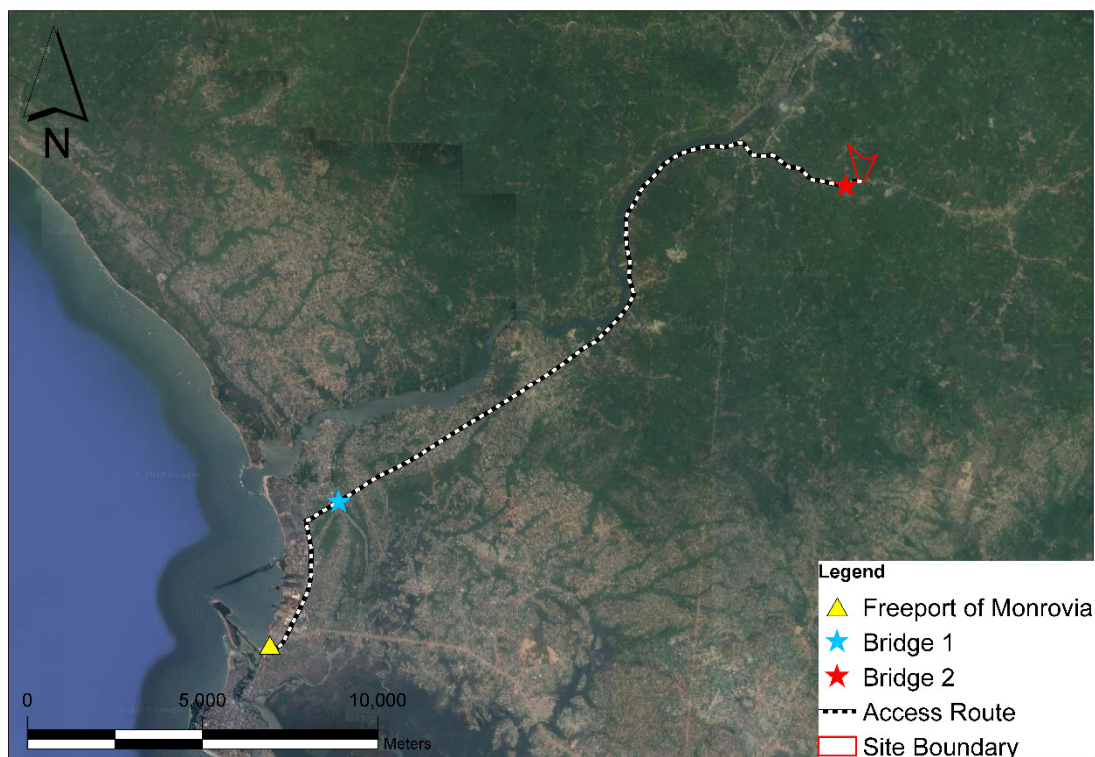 N
Legend
Freeport of Monrovia
Bridge 1
Bridge 2
Access Route
Site Boundary
0 5,000 10,000
Meters